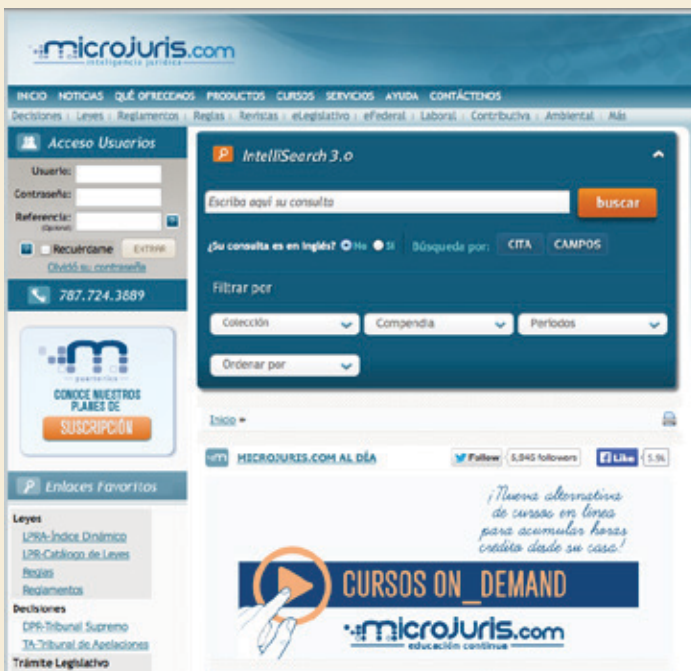 microjuris.com
inteligencia jurídica
INICIO NOTICIAS QUÉ OFRECEMOS PRODUCTOS CURSOS SERVICIOS AYUDA CONTÁCTENOS
Decisiones | Leyes | Reglamentos | Reglas | Revistas | eLegislativo | eFederal | Laboral | Contributiva | Ambiental | Más
Acceso Usuarios
Usuario:
Contraseña:
Referencia:
(Opcional)
Recuérdame ENTRAR
Olvidó su contraseña
787.724.3889
IntelliSearch 3.0
Escriba aquí su consulta buscar
¿Su consulta es en inglés? No Sí Búsqueda por: CITA CAMPOS
Filtrar por
Colección Compendia Períodos
Ordenar por
m
puertorico
CONOCE NUESTROS
PLANES DE
SUSCRIPCIÓN
Inicio
MICROJURIS.COM AL DÍA Follow 5,945 followers Like 5.9k
Enlaces Favoritos
Leyes
LPRA-Índice Dinámico
LPR-Catálogo de Leyes
Reglas
Reglamentos
Decisiones
DPR-Tribunal Supremo
TA-Tribunal de Apelaciones
Trámite Legislativo
¡Nueva alternativa
de cursos en línea
para acumular horas
crédito desde su casa!
CURSOS ON_DEMAND
microjuris.com
educación continua